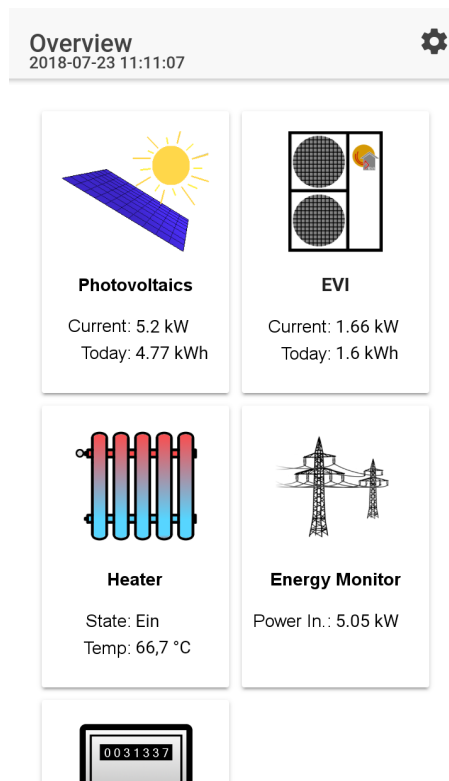 Overview
2018-07-23 11:11:07
Photovoltaics
Current: 5.2 kW
Today: 4.77 kWh
EVI
Current: 1.66 kW
Today: 1.6 kWh
Heater
State: Ein
Temp: 66,7 °C
Energy Monitor
Power In.: 5.05 kW
0031337